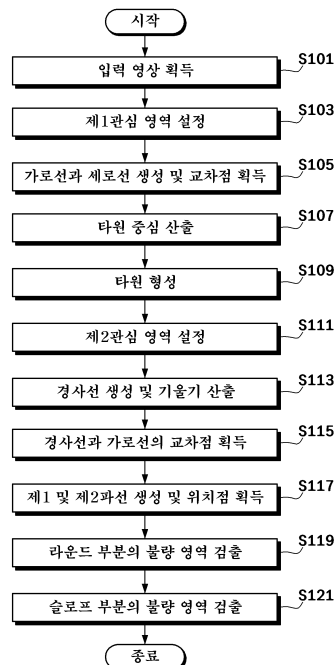 시작
입력 영상 획득
S101
제1관심 영역 설정
S103
가로선과 세로선 생성 및 교차점 획득
S105
타원 중심 산출
S107
타원 형성
S109
제2관심 영역 설정
S111
경사선 생성 및 기울기 산출
S113
경사선과 가로선의 교차점 획득
S115
제1 및 제2파선 생성 및 위치점 획득
S117
라운드 부분의 불량 영역 검출
S119
슬로프 부분의 불량 영역 검출
S121
종료